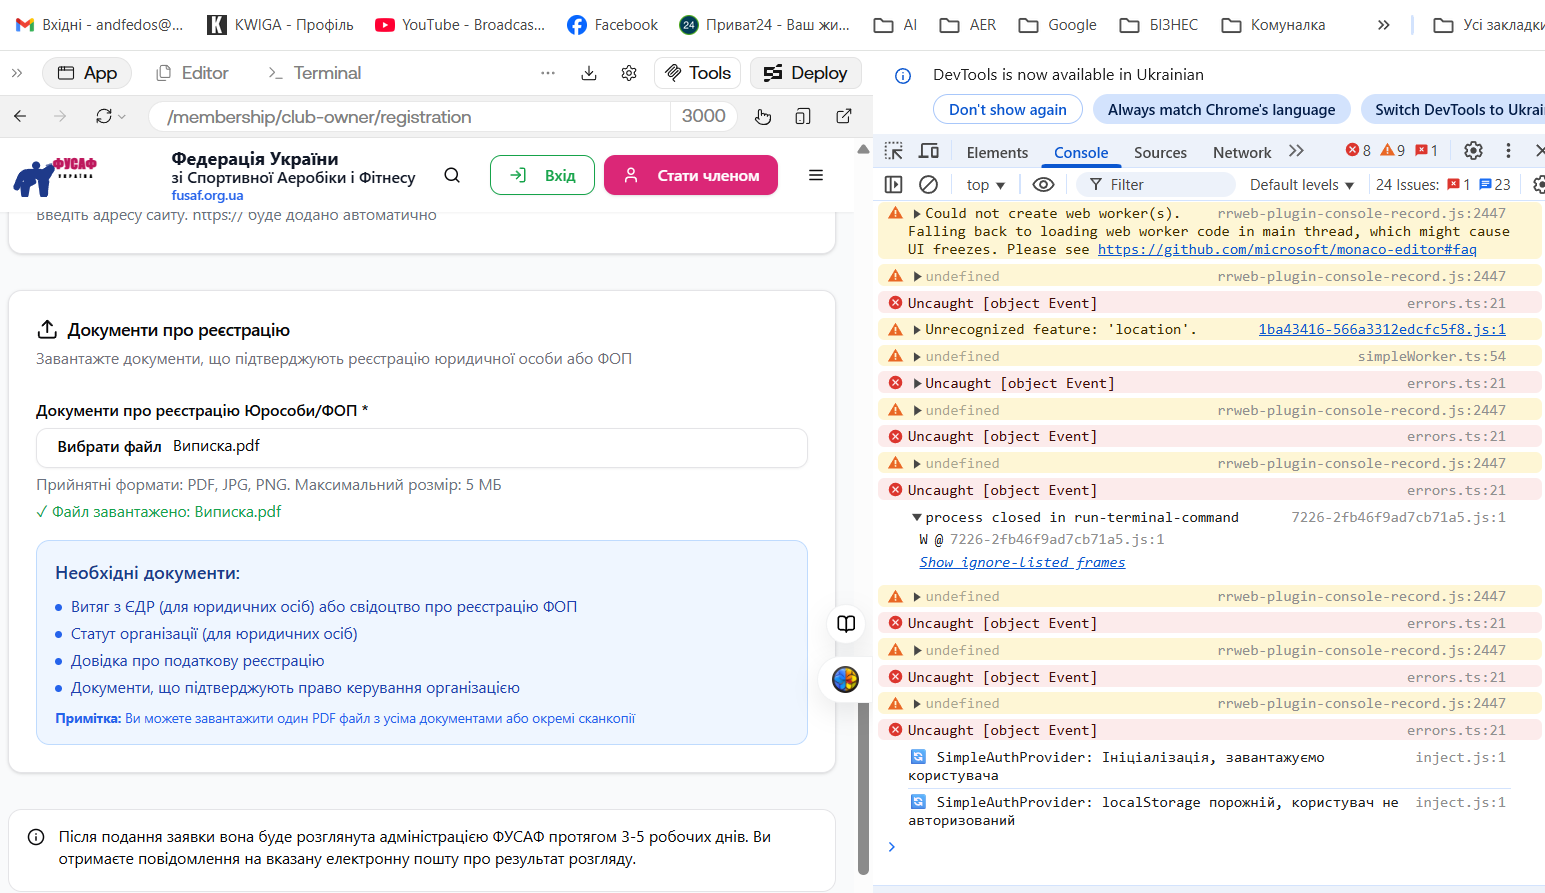 Вхідні - andfedos@...
KWIGA - Профіль
YouTube - Broadcas...
Facebook
24 Приват24 - Ваш жи...
AI
AER
Google
БІЗНЕС
Комуналка
Усі закладки
App
Editor
Terminal
Tools
Deploy
/membership/club-owner/registration
3000
ФУСАФ
УКРАЇНА
Федерація України
зі Спортивної Аеробіки і Фітнесу
fusaf.org.ua
Вхід
Стати членом
Введіть адресу сайту. https:// буде додано автоматично
Документи про реєстрацію
Завантажте документи, що підтверджують реєстрацію юридичної особи або ФОП
Документи про реєстрацію Юрособи/ФОП *
Вибрати файл Виписка.pdf
Прийнятні формати: PDF, JPG, PNG. Максимальний розмір: 5 МБ
✓ Файл завантажено: Виписка.pdf
Необхідні документи:
• Витяг з ЄДР (для юридичних осіб) або свідоцтво про реєстрацію ФОП
• Статут організації (для юридичних осіб)
• Довідка про податкову реєстрацію
• Документи, що підтверджують право керування організацією
Примітка: Ви можете завантажити один PDF файл з усіма документами або окремі сканкопії
Після подання заявки вона буде розглянута адміністрацією ФУСАФ протягом 3-5 робочих днів. Ви
отримаєте повідомлення на вказану електронну пошту про результат розгляду.
DevTools is now available in Ukrainian
Don't show again
Always match Chrome's language
Switch DevTools to Ukrai
Elements
Console
Sources
Network
8
9
1
top
Filter
Default levels
24 Issues: 1 23
Could not create web worker(s). rrweb-plugin-console-record.js:2447
Falling back to loading web worker code in main thread, which might cause
UI freezes. Please see https://github.com/microsoft/monaco-editor#faq
undefined rrweb-plugin-console-record.js:2447
Uncaught [object Event] errors.ts:21
Unrecognized feature: 'location'. 1ba43416-566a3312edcfc5f8.js:1
undefined simpleWorker.ts:54
Uncaught [object Event] errors.ts:21
undefined rrweb-plugin-console-record.js:2447
Uncaught [object Event] errors.ts:21
undefined rrweb-plugin-console-record.js:2447
Uncaught [object Event] errors.ts:21
process closed in run-terminal-command 7226-2fb46f9ad7cb71a5.js:1
W @ 7226-2fb46f9ad7cb71a5.js:1
Show ignore-listed frames
undefined rrweb-plugin-console-record.js:2447
Uncaught [object Event] errors.ts:21
undefined rrweb-plugin-console-record.js:2447
Uncaught [object Event] errors.ts:21
undefined rrweb-plugin-console-record.js:2447
Uncaught [object Event] errors.ts:21
🔄 SimpleAuthProvider: Ініціалізація, завантажуємо inject.js:1
користувача
🔄 SimpleAuthProvider: localStorage порожній, користувач не inject.js:1
авторизований